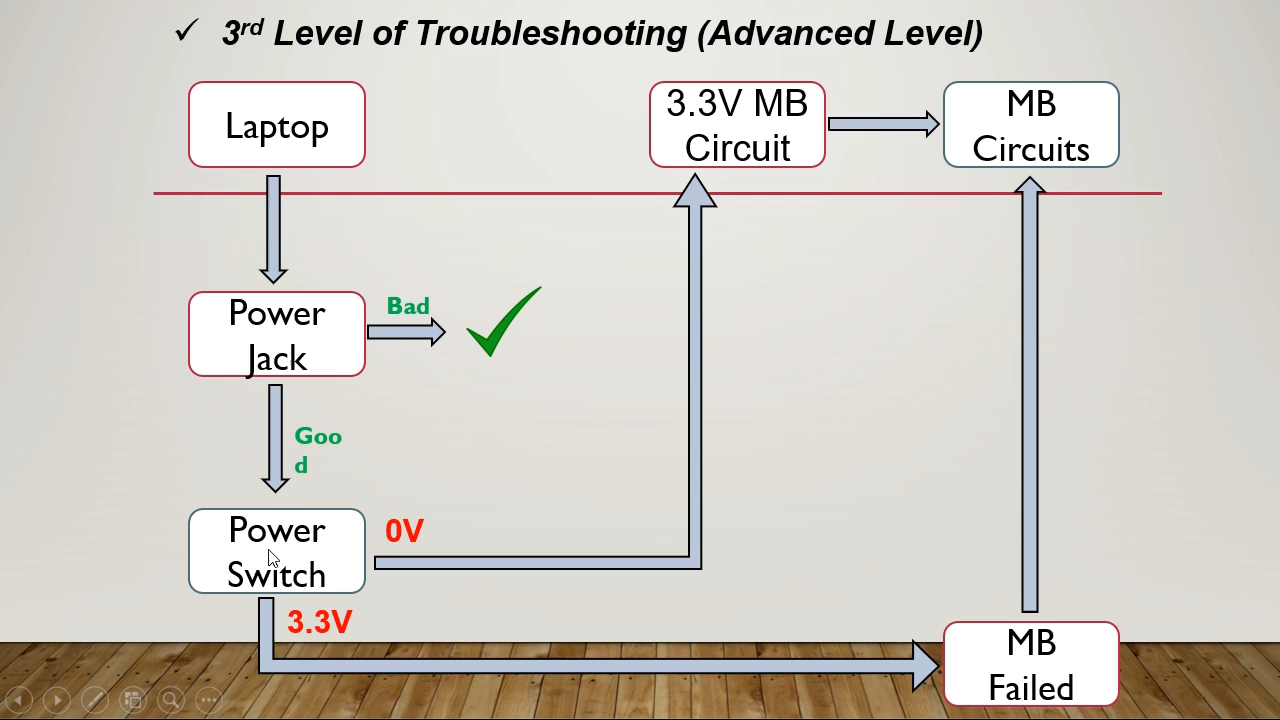 ✓ 3rd Level of Troubleshooting (Advanced Level)
Laptop
3.3V MB
Circuit
MB
Circuits
Power
Jack
Bad
Goo
d
Power
Switch
0V
3.3V
MB
Failed